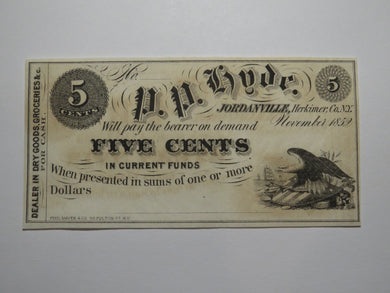 DEALER IN DRY GOODS, GROCERIES &c.
FOR CASH.
5
CENTS
No.
P. P. Hyde,
5
JORDANVILLE, Herkimer, Co. N.Y.
November 1859
Will pay the bearer on demand
FIVE CENTS
IN CURRENT FUNDS
When presented in sums of one or more
Dollars